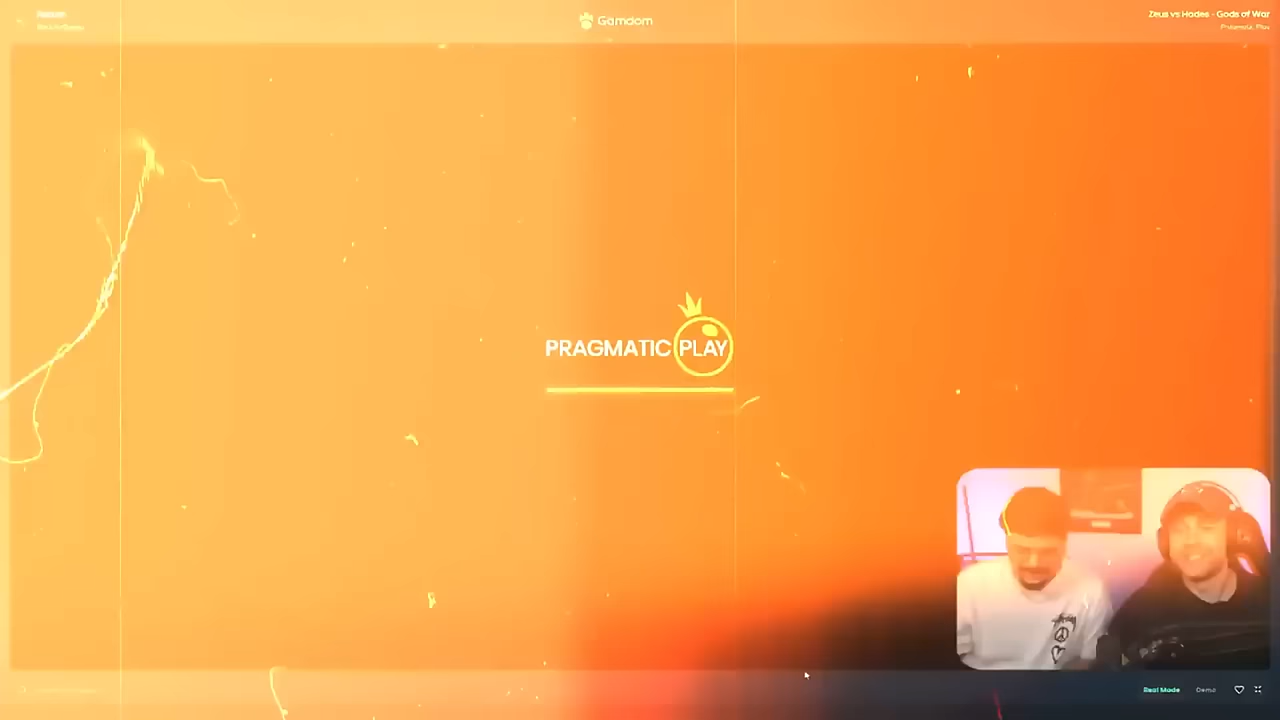 Gamdom
Zeus vs Hades - Gods of War
Pragmatic Play
PRAGMATIC PLAY
Real Mode
Demo